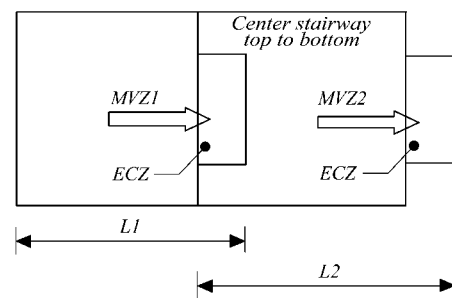 Center stairway
top to bottom
MVZ1
MVZ2
ECZ
ECZ
L1
L2